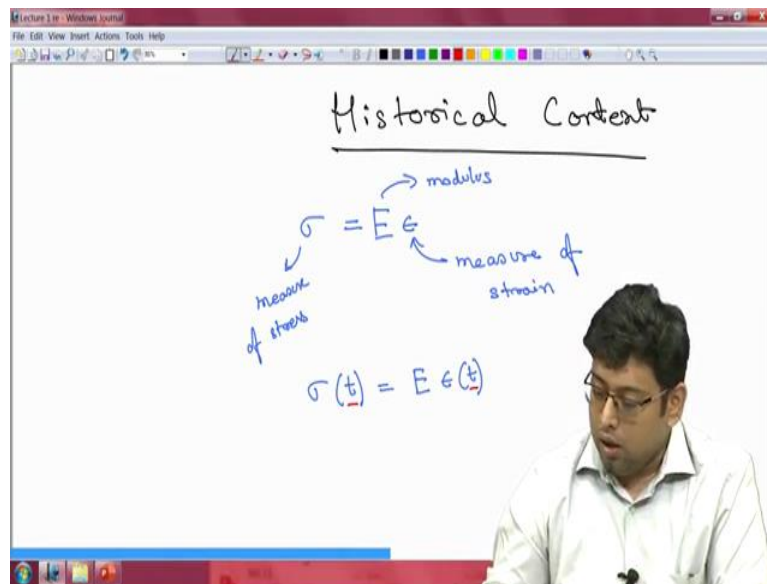 Lecture 1 re - Windows Journal
File Edit View Insert Actions Tools Help
Historical Context
modulus
σ = E ϵ
measure of
strain
measure
of stress
σ(t) = E ϵ(t)